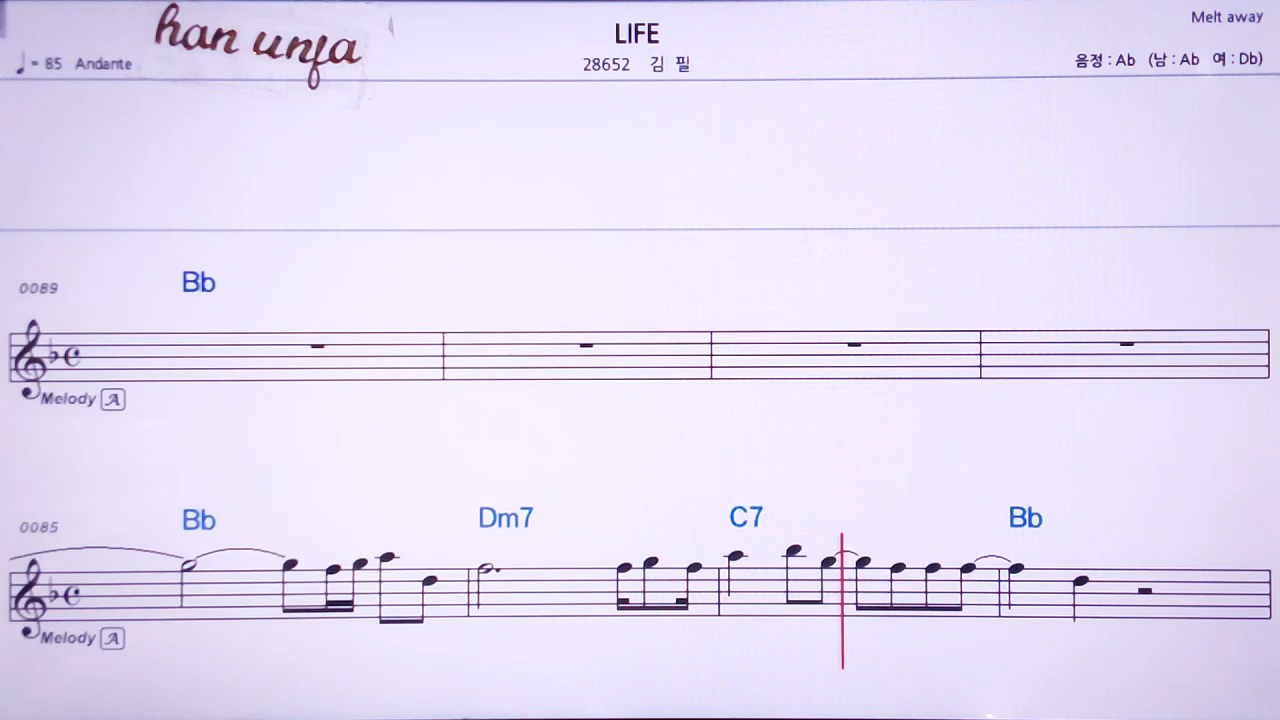 han unfa
LIFE
Melt away
♩= 85 Andante
28652 김 필
음정 : Ab (남 : Ab 여 : Db)
0089
Bb
Melody A
0085
Bb Dm7 C7 Bb
Melody A